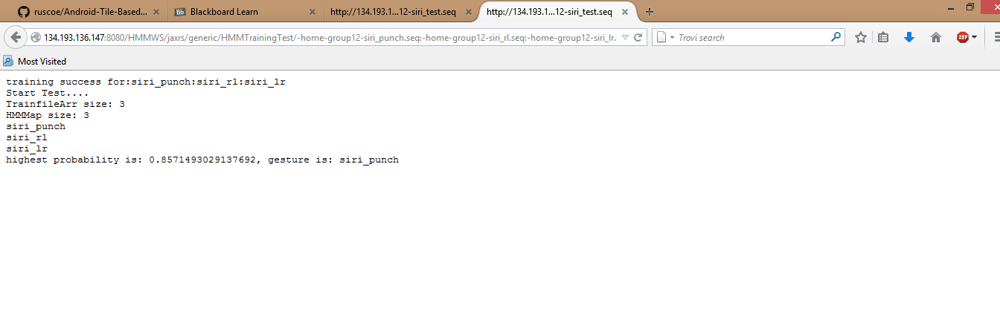 ruscoe/Android-Tile-Based...
Bb Blackboard Learn
http://134.193.1...12-siri_test.seq
http://134.193.1...12-siri_test.seq
134.193.136.147:8080/HMMWS/jaxrs/generic/HMMTrainingTest/-home-group12-siri_punch.seq:-home-group12-siri_rl.seq:-home-group12-siri_lr.
Trovi search
ABP
Most Visited
training success for:siri_punch:siri_rl:siri_lr
Start Test....
TrainfileArr size: 3
HMMMap size: 3
siri_punch
siri_rl
siri_lr
highest probability is: 0.8571493029137692, gesture is: siri_punch